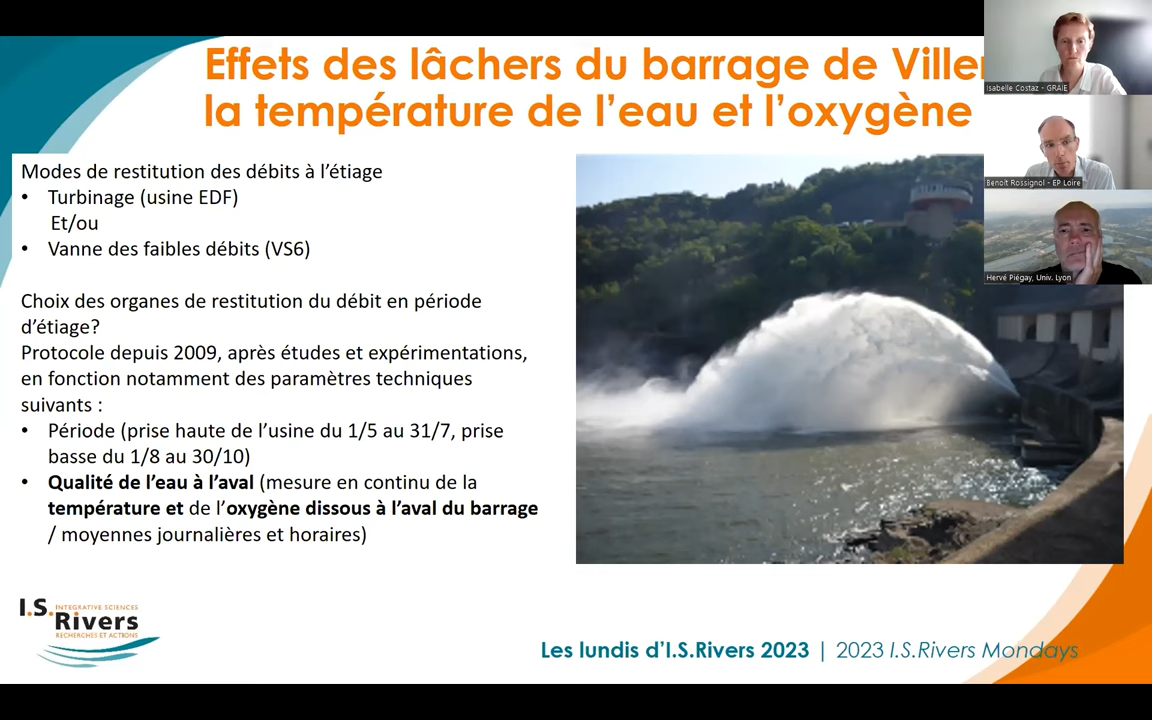 Effets des lâchers du barrage de
la température de l'eau et l'oxygène
Isabelle Costaz - GRAIE
Benoît Rossignol - EP Loire
Hervé Piégay, Univ. Lyon
Modes de restitution des débits à l'étiage
• Turbinage (usine EDF)
Et/ou
• Vanne des faibles débits (VS6)
Choix des organes de restitution du débit en période
d'étiage?
Protocole depuis 2009, après études et expérimentations,
en fonction notamment des paramètres techniques
suivants :
• Période (prise haute de l'usine du 1/5 au 31/7, prise
basse du 1/8 au 30/10)
• Qualité de l'eau à l'aval (mesure en continu de la
température et de l'oxygène dissous à l'aval du barrage
/ moyennes journalières et horaires)
I.S. INTEGRATIVE SCIENCES
Rivers
RECHERCHES ET ACTIONS
Les lundis d'I.S.Rivers 2023 | 2023 I.S.Rivers Mondays